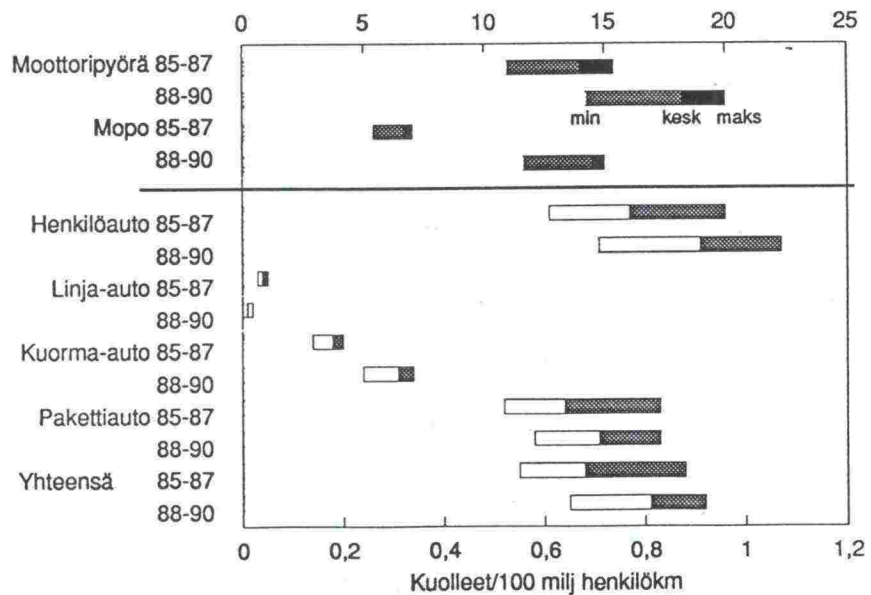 0 5 10 15 20 25
Moottoripyörä 85-87
88-90
min kesk maks
Mopo 85-87
88-90
Henkilöauto 85-87
88-90
Linja-auto 85-87
88-90
Kuorma-auto 85-87
88-90
Pakettiauto 85-87
88-90
Yhteensä 85-87
88-90
0 0,2 0,4 0,6 0,8 1 1,2
Kuolleet/100 milj henkilökm